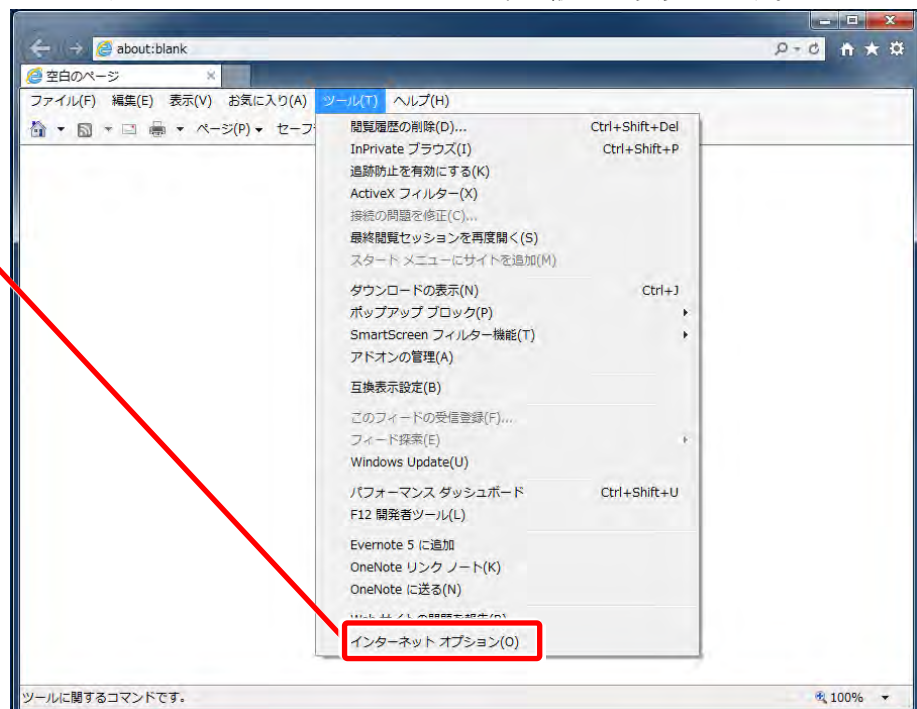 about:blank
空白のページ
ファイル(F) 編集(E) 表示(V) お気に入り(A) ツール(T) ヘルプ(H)
ページ(P) セーフ
閲覧履歴の削除(D)... Ctrl+Shift+Del
InPrivate ブラウズ(I) Ctrl+Shift+P
追跡防止を有効にする(K)
ActiveX フィルター(X)
接続の問題を修正(C)...
最終閲覧セッションを再度開く(S)
スタート メニューにサイトを追加(M)
ダウンロードの表示(N) Ctrl+J
ポップアップ ブロック(P)
SmartScreen フィルター機能(T)
アドオンの管理(A)
互換表示設定(B)
このフィードの受信登録(F)...
フィード探索(E)
Windows Update(U)
パフォーマンス ダッシュボード Ctrl+Shift+U
F12 開発者ツール(L)
Evernote 5 に追加
OneNote リンク ノート(K)
OneNote に送る(N)
インターネット オプション(O)
ツールに関するコマンドです。 100%